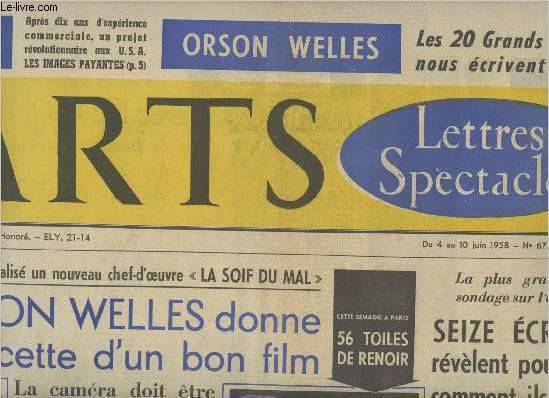 Le-livre.com
Après dix ans d'expérience
commerciale, un projet
révolutionnaire aux U.S.A.
LES IMAGES PAYANTES (p. 5)
ORSON WELLES
Les 20 Grands
nous écrivent
ARTS
Lettres
Spectacle
Honoré. — ELY, 21-14
Du 4 au 10 juin 1958 — N° 67
alisé un nouveau chef-d'œuvre « LA SOIF DU MAL »
ON WELLES donne
cette d'un bon film
La caméra doit être
CETTE SEMAINE A PARIS
56 TOILES
DE RENOIR
La plus gra
sondage sur l'
SEIZE ÉCR
révèlent pou
comment il